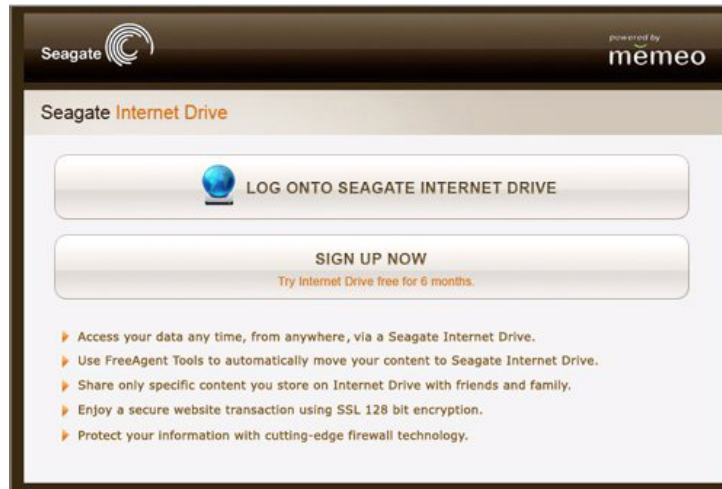 Seagate
powered by
memeo
Seagate Internet Drive
LOG ONTO SEAGATE INTERNET DRIVE
SIGN UP NOW
Try Internet Drive free for 6 months.
Access your data any time, from anywhere, via a Seagate Internet Drive.
Use FreeAgent Tools to automatically move your content to Seagate Internet Drive.
Share only specific content you store on Internet Drive with friends and family.
Enjoy a secure website transaction using SSL 128 bit encryption.
Protect your information with cutting-edge firewall technology.